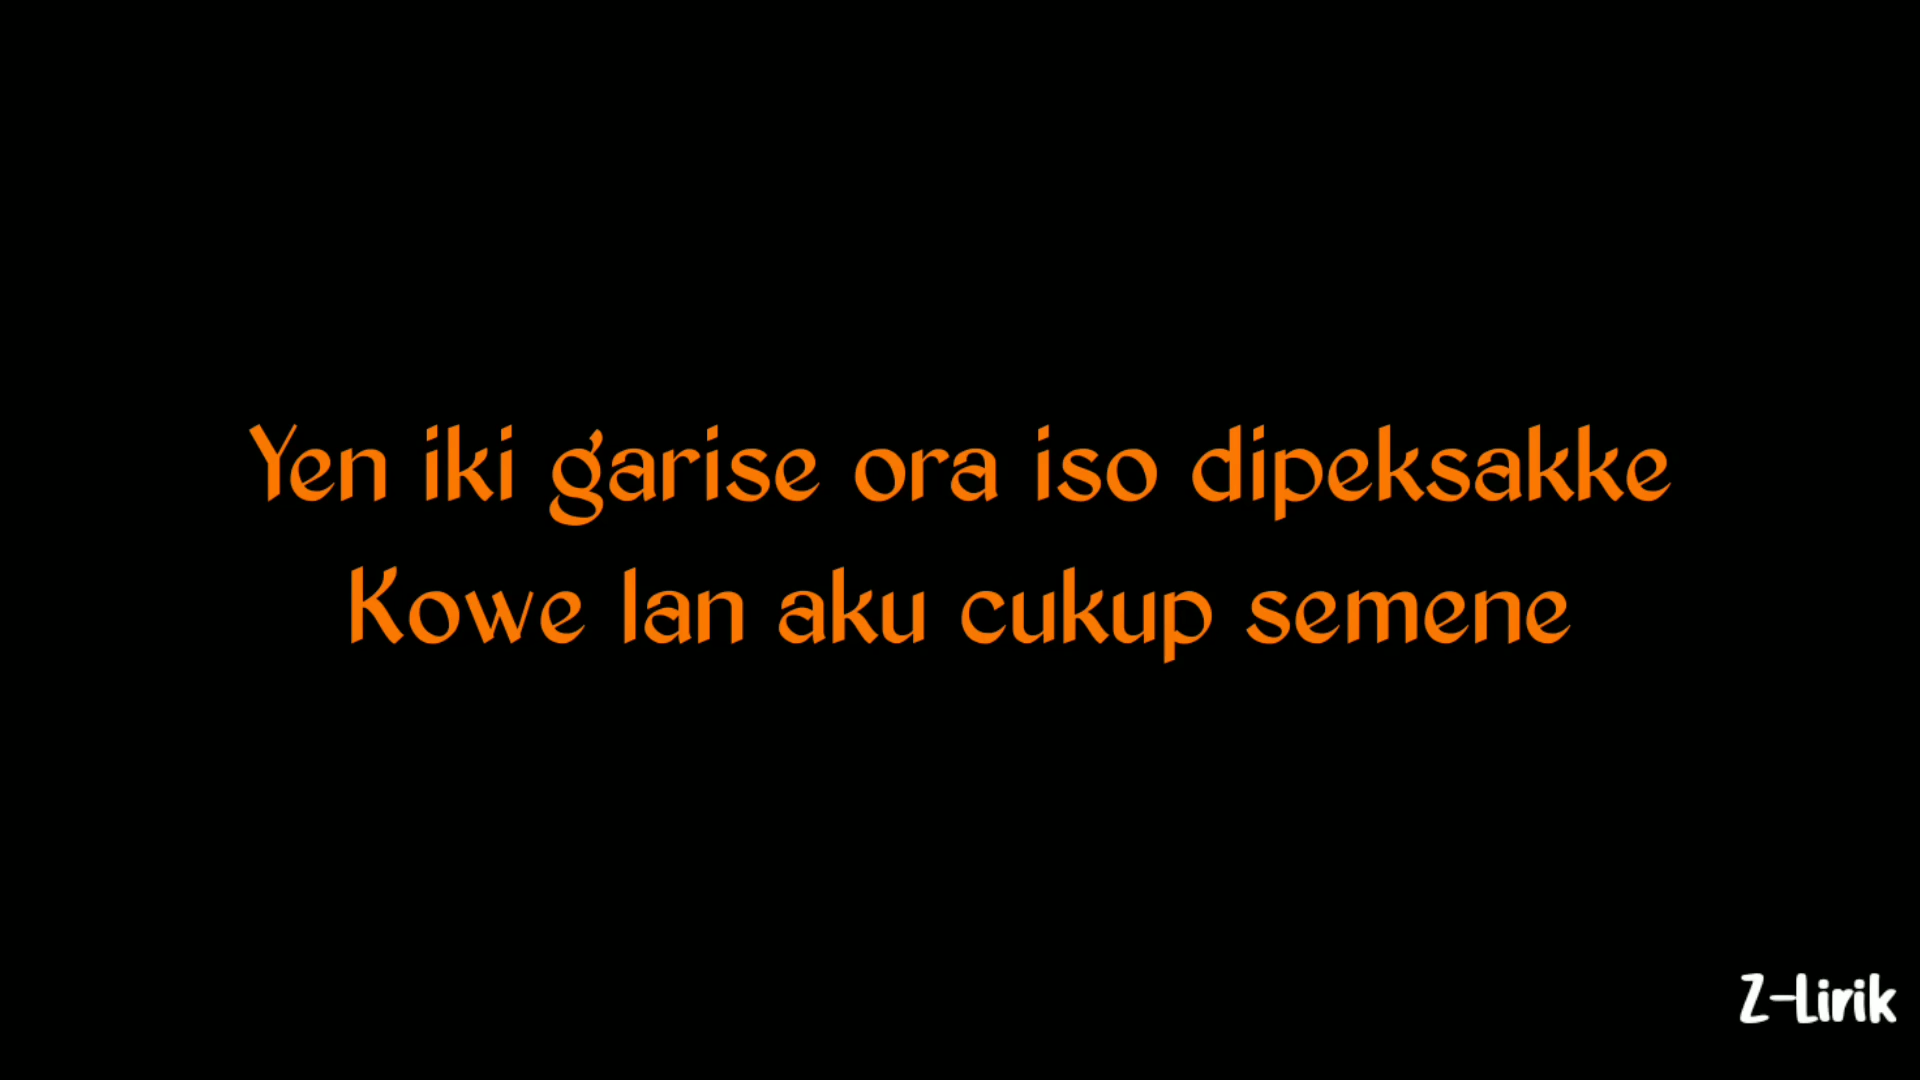 Yen iki garise ora iso dipeksakke
Kowe lan aku cukup semene
Z-Lirik